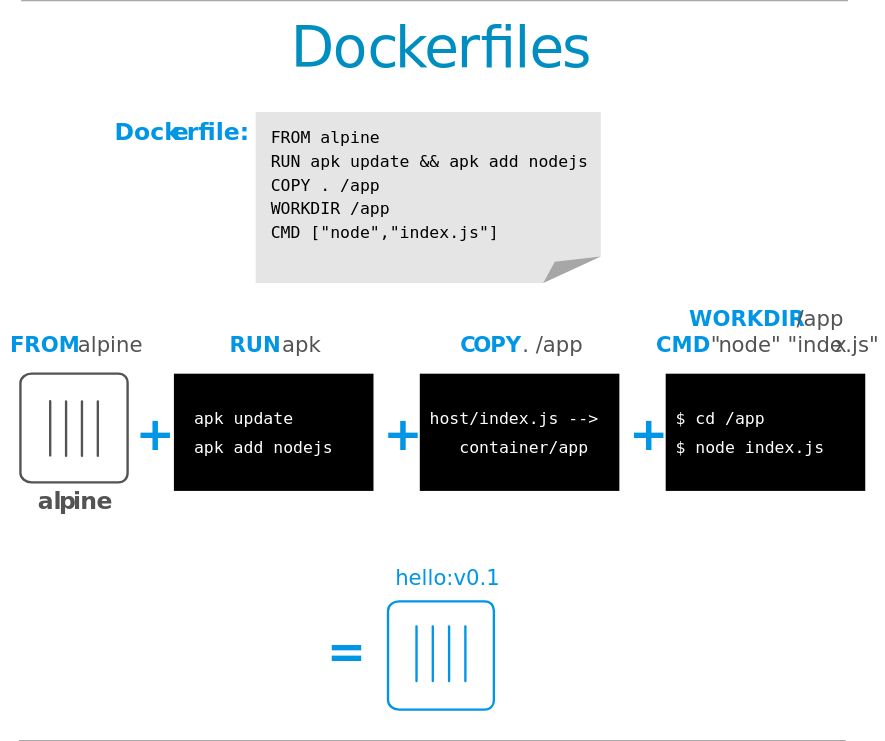 Dockerfiles
Dockerfile:
FROM alpine
RUN apk update && apk add nodejs
COPY . /app
WORKDIR /app
CMD ["node","index.js"]
FROM alpine
RUN apk
COPY . /app
WORKDIR /app
CMD "node" "index.js"
apk update
apk add nodejs
host/index.js -->
container/app
$ cd /app
$ node index.js
+ + +
alpine
hello:v0.1
=